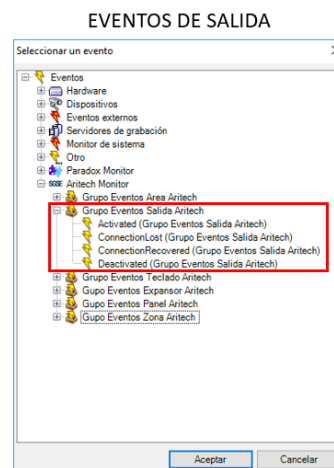 EVENTOS DE SALIDA
Seleccionar un evento
Eventos
Hardware
Dispositivos
Eventos externos
Servidores de grabación
Monitor de sistema
Otro
Paradox Monitor
Aritech Monitor
Grupo Eventos Area Aritech
Grupo Eventos Salida Aritech
Activated (Grupo Eventos Salida Aritech)
ConnectionLost (Grupo Eventos Salida Aritech)
ConnectionRecovered (Grupo Eventos Salida Aritech)
Deactivated (Grupo Eventos Salida Aritech)
Grupo Eventos Teclado Aritech
Gupo Eventos Expansor Aritech
Gupo Eventos Panel Aritech
Gupo Eventos Zona Aritech
Aceptar
Cancelar